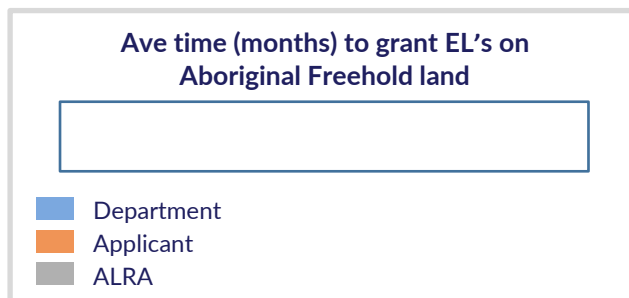 Ave time (months) to grant EL's on
Aboriginal Freehold land
Department
Applicant
ALRA